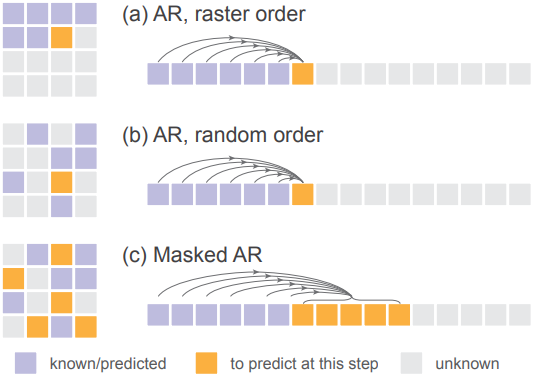 (a) AR, raster order
(b) AR, random order
(c) Masked AR
known/predicted
to predict at this step
unknown